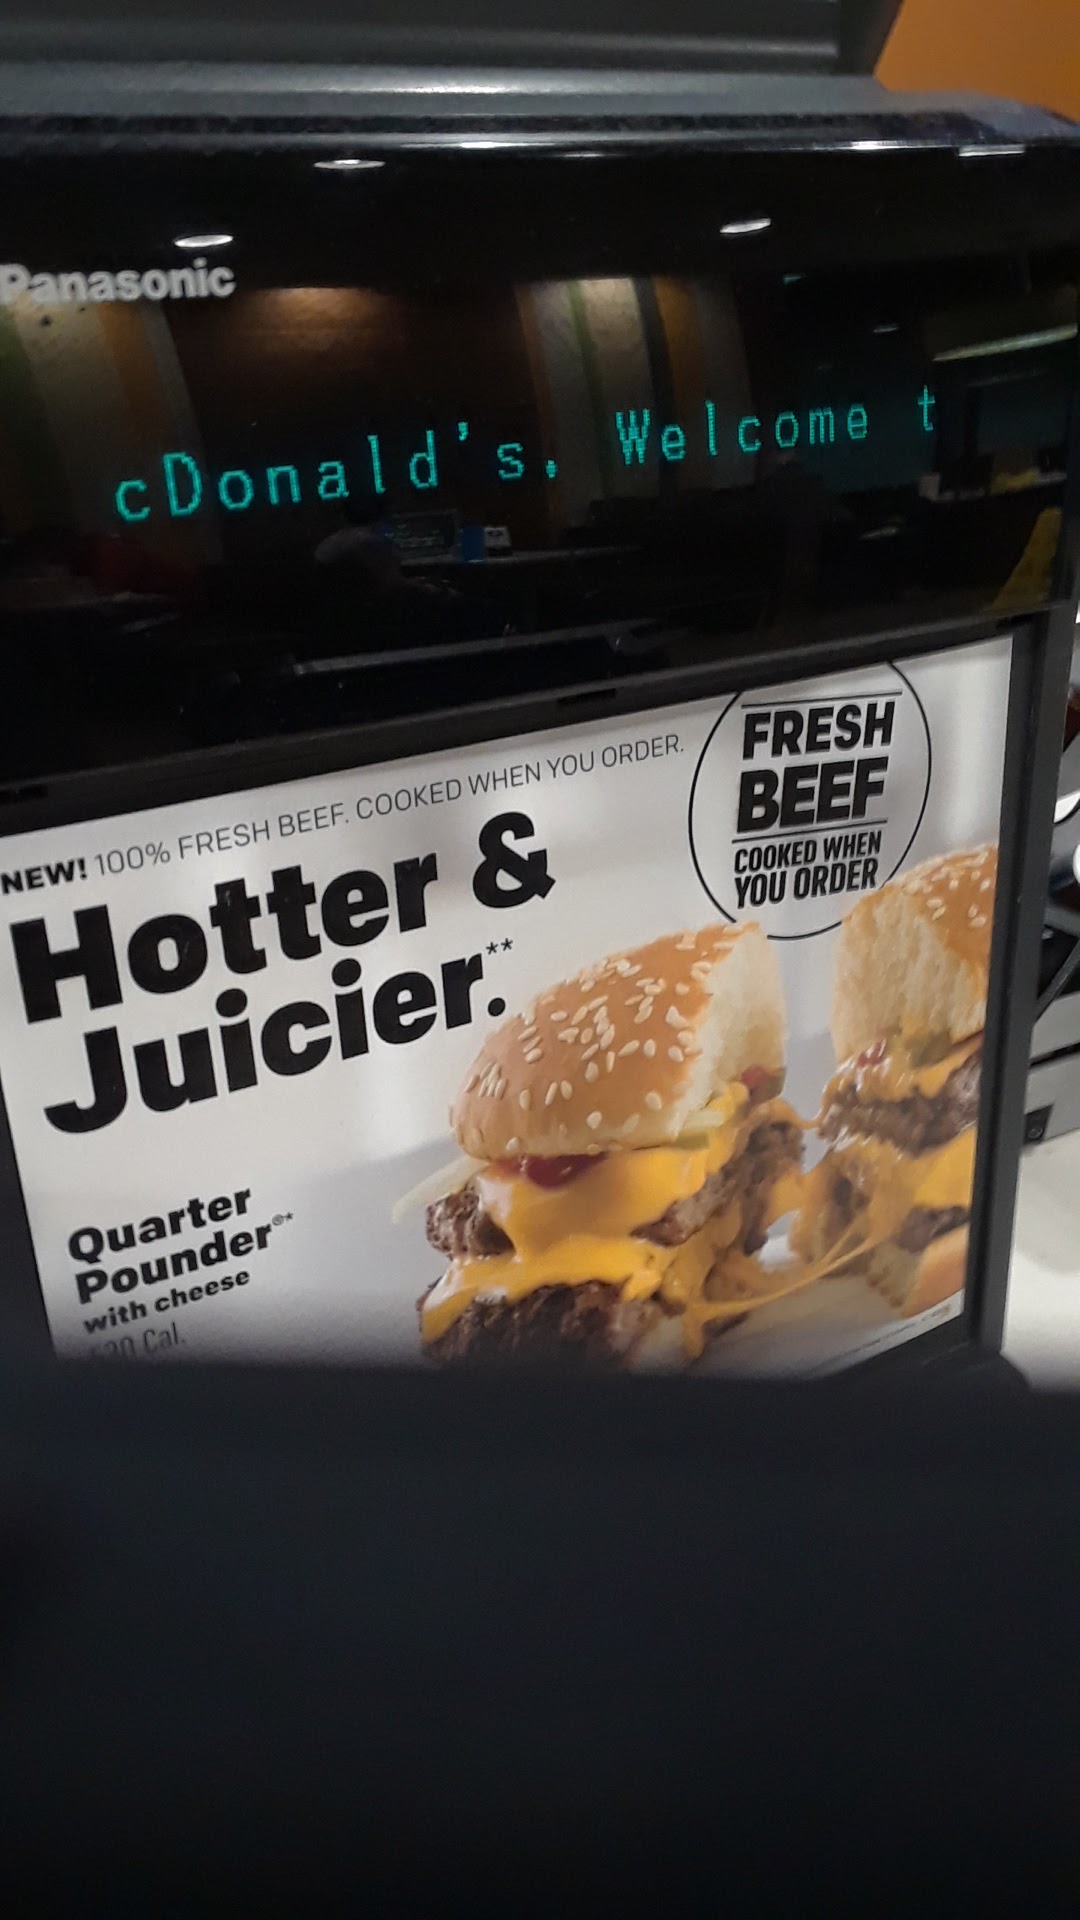 Panasonic
cDonald's. Welcome t
NEW! 100% FRESH BEEF. COOKED WHEN YOU ORDER.
Hotter &
Juicier.**
FRESH
BEEF
COOKED WHEN
YOU ORDER
Quarter
Pounder®*
with cheese
Cal.